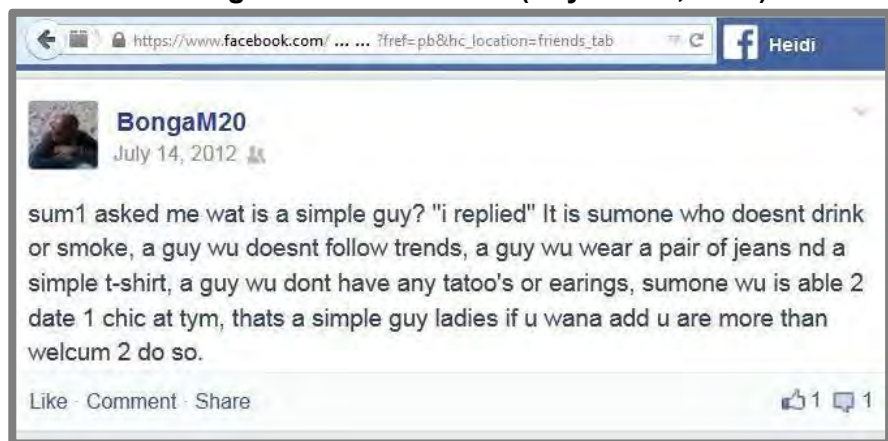 https://www.facebook.com/ ... ... ?fref=pb&hc_location=friends_tab
Heidi
BongaM20
July 14, 2012
sum1 asked me wat is a simple guy? "i replied" It is sumone who doesnt drink
or smoke, a guy wu doesnt follow trends, a guy wu wear a pair of jeans nd a
simple t-shirt, a guy wu dont have any tatoo's or earings, sumone wu is able 2
date 1 chic at tym, thats a simple guy ladies if u wana add u are more than
welcum 2 do so.
Like · Comment · Share
1 1